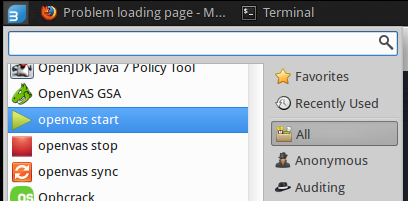 Problem loading page - M...
Terminal
OpenJDK Java 7 Policy Tool
OpenVAS GSA
openvas start
openvas stop
openvas sync
Ophcrack
Favorites
Recently Used
All
Anonymous
Auditing